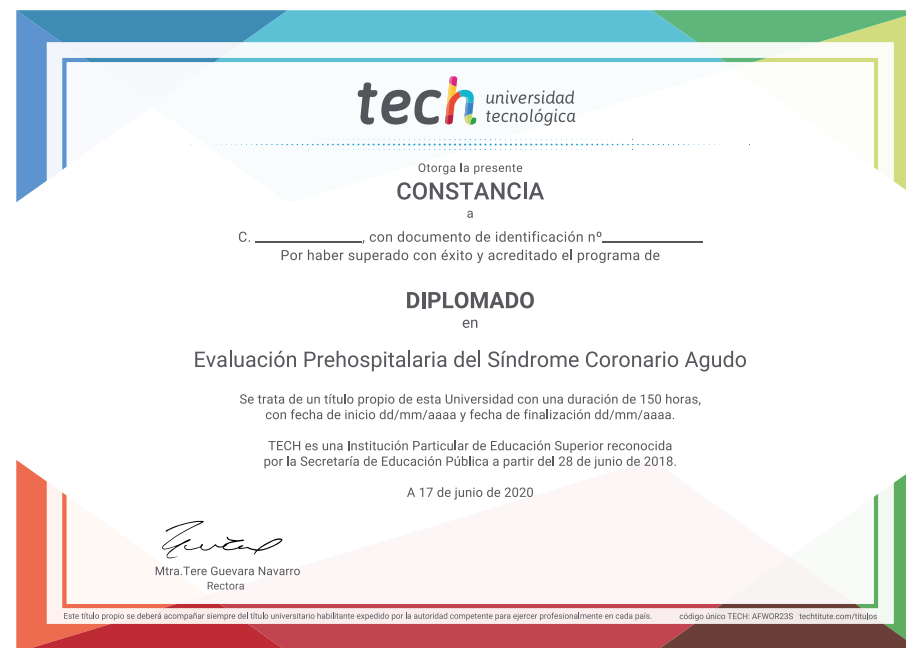 tech universidad
tecnológica
Otorga la presente
CONSTANCIA
a
C. ____________, con documento de identificación nº____________
Por haber superado con éxito y acreditado el programa de
DIPLOMADO
en
Evaluación Prehospitalaria del Síndrome Coronario Agudo
Se trata de un título propio de esta Universidad con una duración de 150 horas,
con fecha de inicio dd/mm/aaaa y fecha de finalización dd/mm/aaaa.
TECH es una Institución Particular de Educación Superior reconocida
por la Secretaría de Educación Pública a partir del 28 de junio de 2018.
A 17 de junio de 2020
Mtra.Tere Guevara Navarro
Rectora
Este título propio se deberá acompañar siempre del título universitario habilitante expedido por la autoridad competente para ejercer profesionalmente en cada país. código único TECH: AFWOR23S techtitute.com/titulos